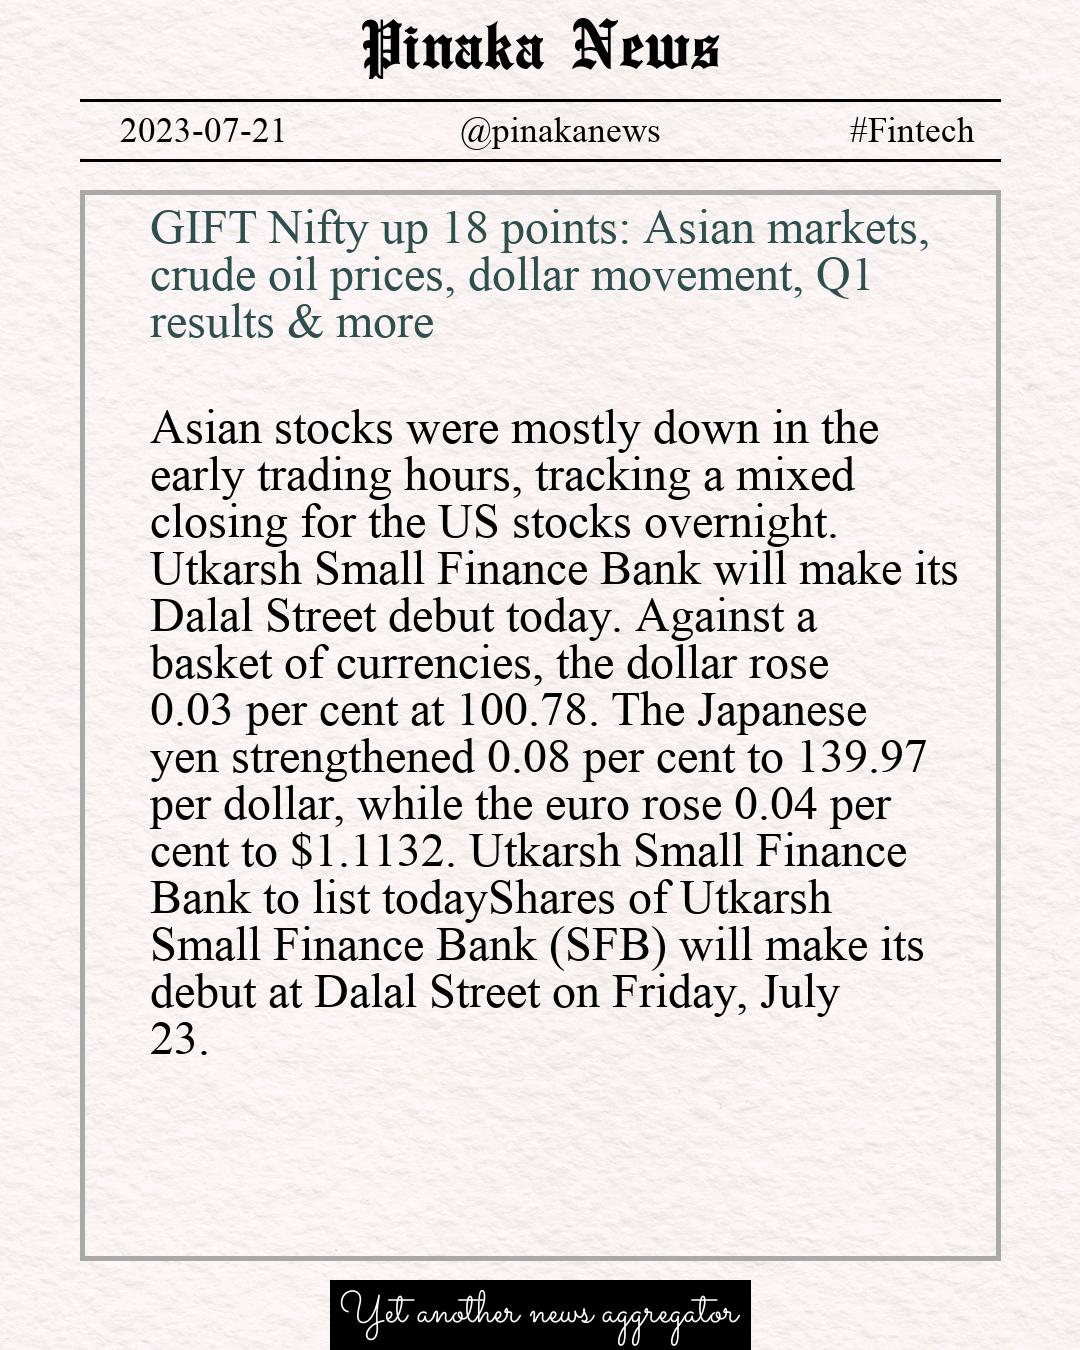 Pinaka News
2023-07-21 @pinakanews #Fintech
GIFT Nifty up 18 points: Asian markets,
crude oil prices, dollar movement, Q1
results & more
Asian stocks were mostly down in the
early trading hours, tracking a mixed
closing for the US stocks overnight.
Utkarsh Small Finance Bank will make its
Dalal Street debut today. Against a
basket of currencies, the dollar rose
0.03 per cent at 100.78. The Japanese
yen strengthened 0.08 per cent to 139.97
per dollar, while the euro rose 0.04 per
cent to $1.1132. Utkarsh Small Finance
Bank to list todayShares of Utkarsh
Small Finance Bank (SFB) will make its
debut at Dalal Street on Friday, July
23.
Yet another news aggregator